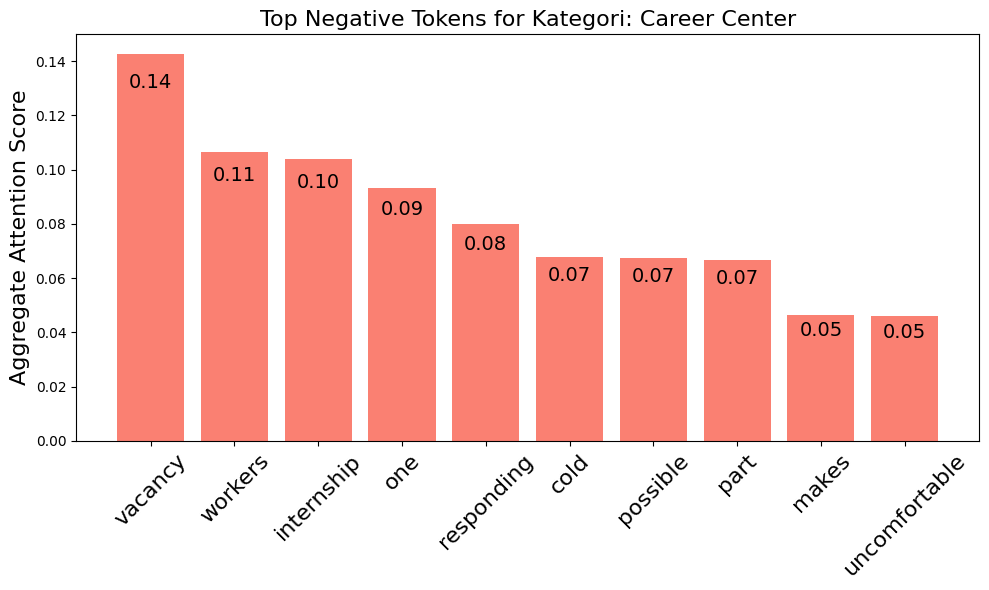 Top Negative Tokens for Kategori: Career Center
Aggregate Attention Score
0.14
0.12
0.10
0.08
0.06
0.04
0.02
0.00
0.14
0.11
0.10
0.09
0.08
0.07
0.07
0.07
0.05
0.05
vacancy
workers
internship
one
responding
cold
possible
part
makes
uncomfortable